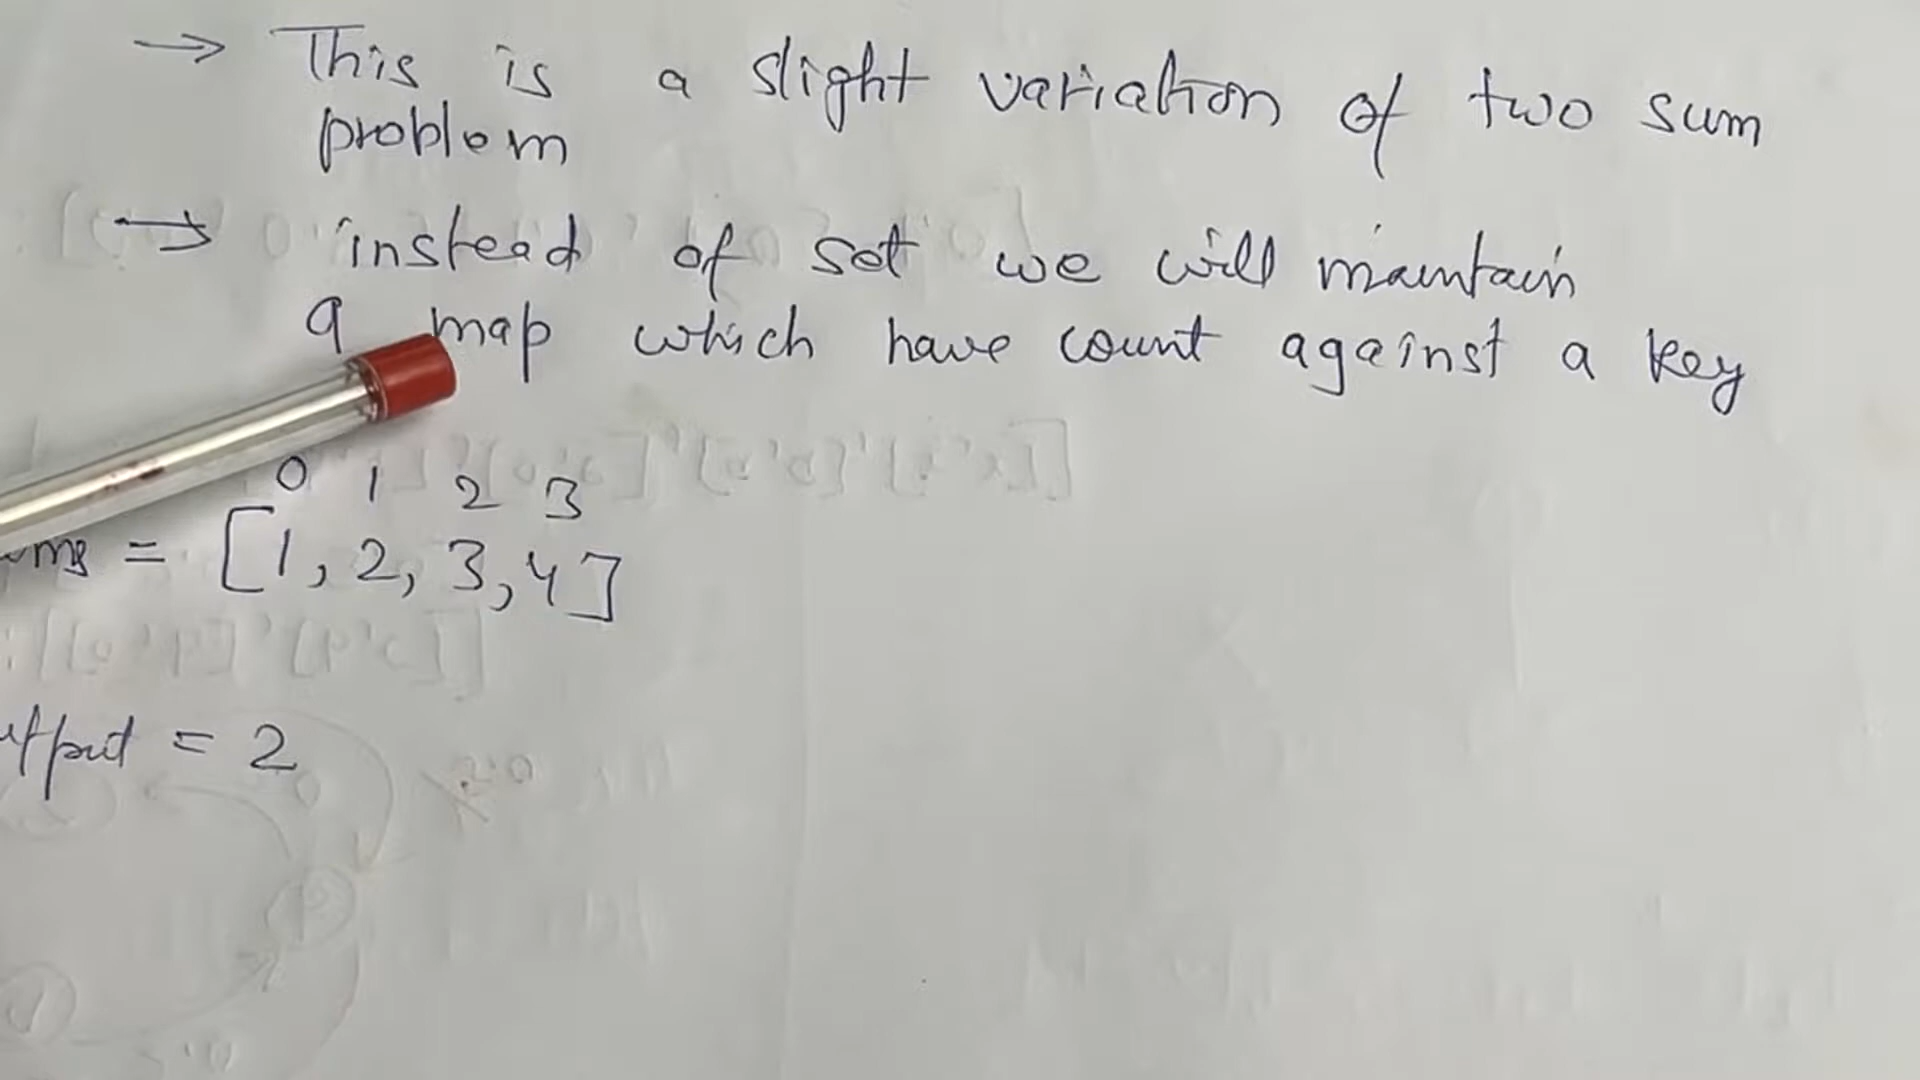 → This is a slight variation of two sum
problem
→ instead of set we will maintain
a map which have count against a key
0 1 2 3
= [1, 2, 3, 4]
= 2